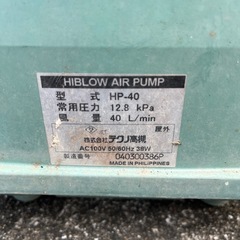 HIBLOW AIR PUMP
型式 HP-40
常用圧力 12.8 kPa
風量 40 L/min
屋外
株式会社 テクノ高槻
AC100V 50/60Hz 38W
製造番号 040300386P
MADE IN PHILIPPINES